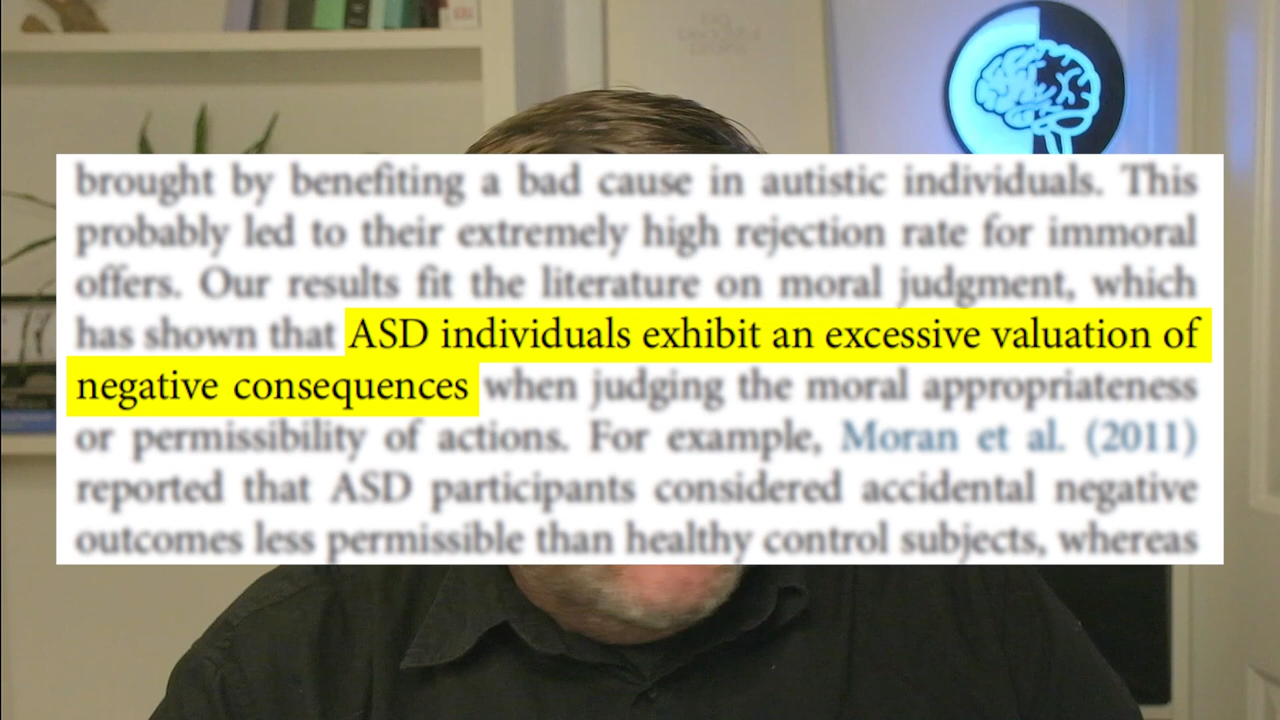 brought by benefiting a bad cause in autistic individuals. This
probably led to their extremely high rejection rate for immoral
offers. Our results fit the literature on moral judgment, which
has shown that ASD individuals exhibit an excessive valuation of
negative consequences when judging the moral appropriateness
or permissibility of actions. For example, Moran et al. (2011)
reported that ASD participants considered accidental negative
outcomes less permissible than healthy control subjects, whereas